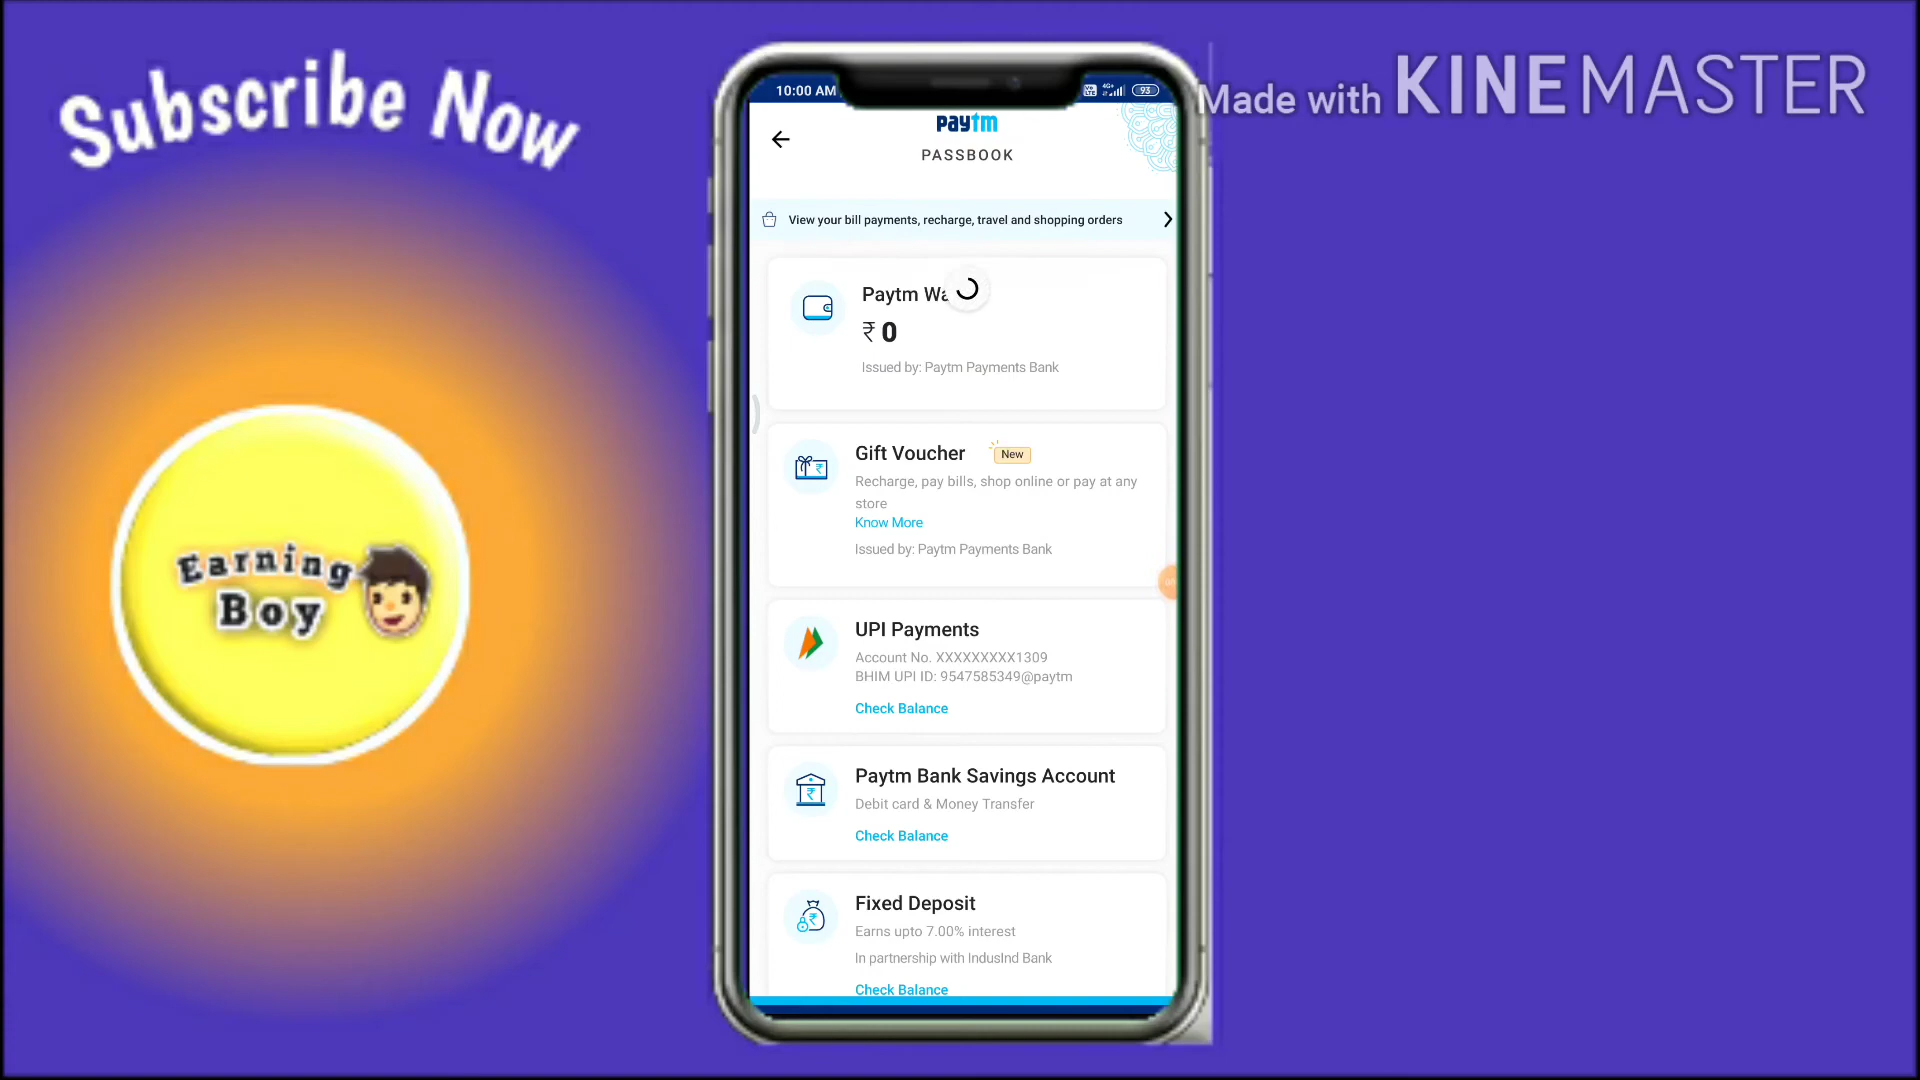 Subscribe Now
Made with KINEMASTER
10:00 AM
4G+
93
paytm
PASSBOOK
View your bill payments, recharge, travel and shopping orders
Paytm Wa
₹ 0
Issued by: Paytm Payments Bank
Gift Voucher New
Recharge, pay bills, shop online or pay at any
store
Know More
Issued by: Paytm Payments Bank
Earning
Boy
UPI Payments
Account No. XXXXXXXXX1309
BHIM UPI ID: 9547585349@paytm
Check Balance
Paytm Bank Savings Account
Debit card & Money Transfer
Check Balance
Fixed Deposit
Earns upto 7.00% interest
In partnership with IndusInd Bank
Check Balance